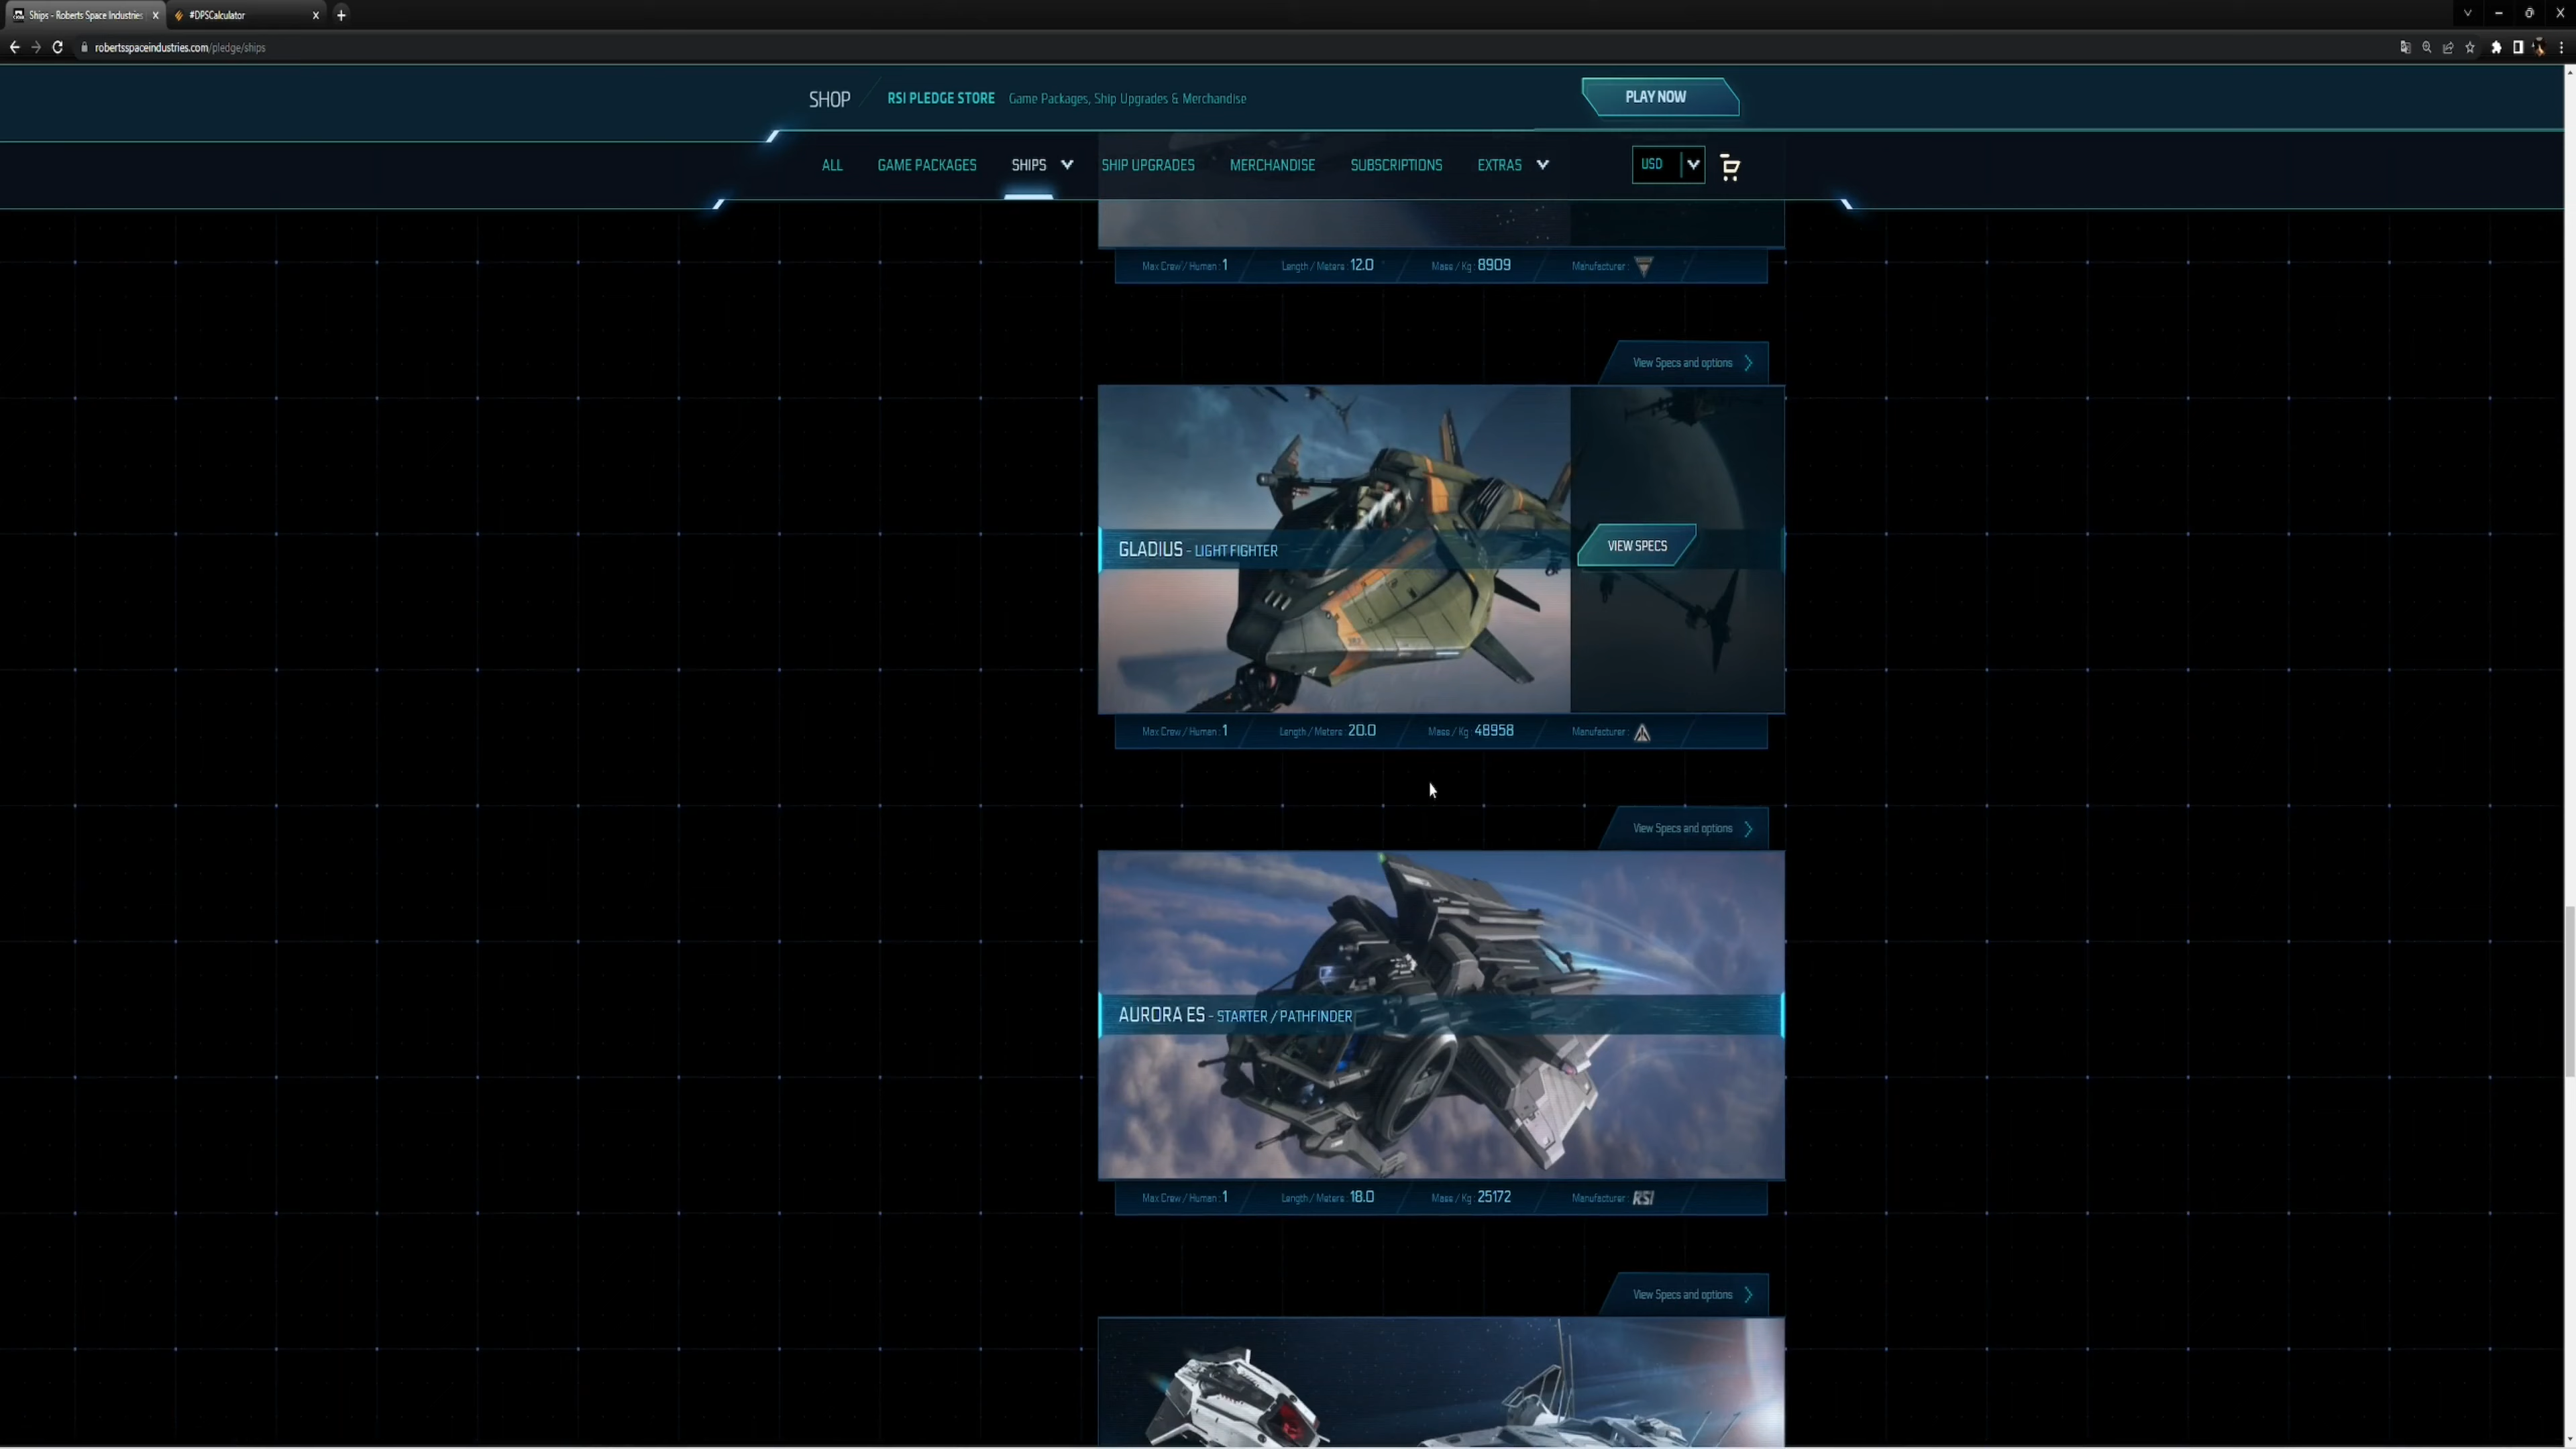 Ships - Roberts Space Industries
#DPSCalculator
robertsspaceindustries.com/pledge/ships
SHOP
RSI PLEDGE STORE
Game Packages, Ship Upgrades & Merchandise
PLAY NOW
ALL
GAME PACKAGES
SHIPS
SHIP UPGRADES
MERCHANDISE
SUBSCRIPTIONS
EXTRAS
USD
Max Crew / Human : 1
Length / Meters : 12.0
Mass / Kg : 8909
Manufacturer :
View Specs and options
GLADIUS - LIGHT FIGHTER
VIEW SPECS
Max Crew / Human : 1
Length / Meters : 20.0
Mass / Kg : 48958
Manufacturer :
View Specs and options
AURORA ES - STARTER / PATHFINDER
Max Crew / Human : 1
Length / Meters : 18.0
Mass / Kg : 25172
Manufacturer : RSI
View Specs and options